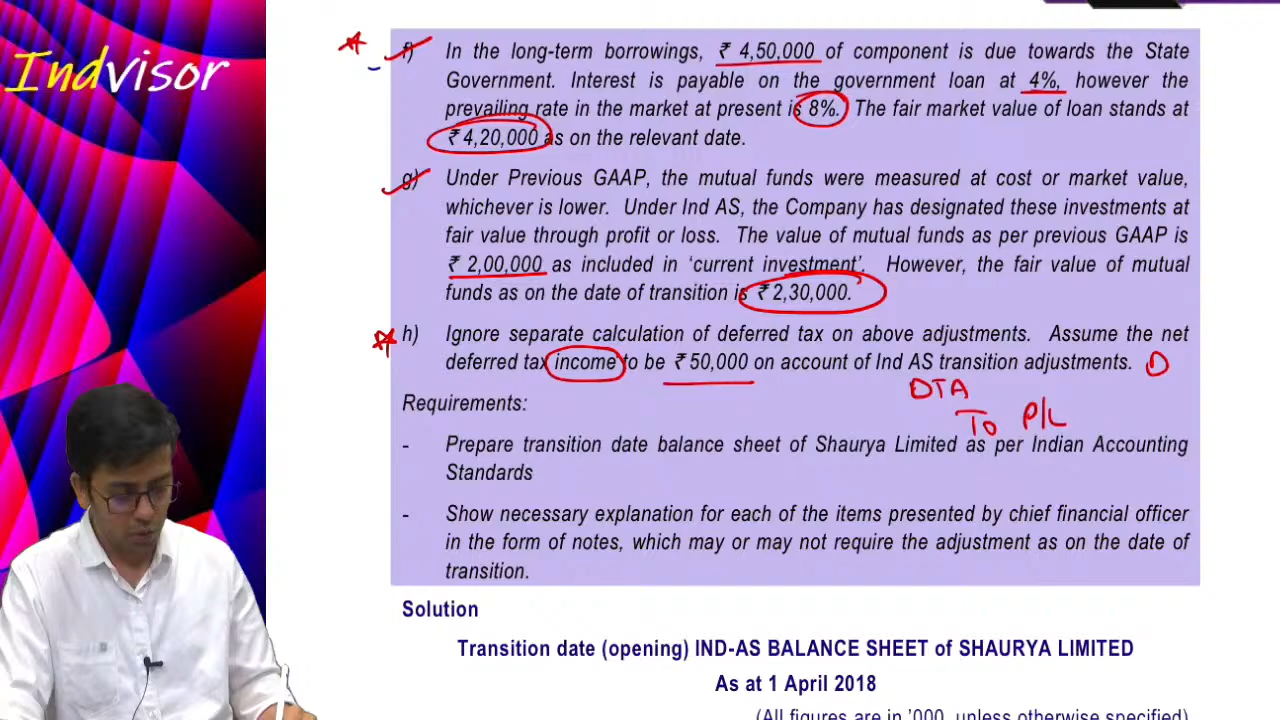 Indvisor
f) In the long-term borrowings, ₹ 4,50,000 of component is due towards the State
Government. Interest is payable on the government loan at 4%, however the
prevailing rate in the market at present is 8%. The fair market value of loan stands at
₹ 4,20,000 as on the relevant date.
g) Under Previous GAAP, the mutual funds were measured at cost or market value,
whichever is lower. Under Ind AS, the Company has designated these investments at
fair value through profit or loss. The value of mutual funds as per previous GAAP is
₹ 2,00,000 as included in ‘current investment’. However, the fair value of mutual
funds as on the date of transition is ₹ 2,30,000.
h) Ignore separate calculation of deferred tax on above adjustments. Assume the net
deferred tax income to be ₹ 50,000 on account of Ind AS transition adjustments.
DTA
To P/L
Requirements:
- Prepare transition date balance sheet of Shaurya Limited as per Indian Accounting
Standards
- Show necessary explanation for each of the items presented by chief financial officer
in the form of notes, which may or may not require the adjustment as on the date of
transition.
Solution
Transition date (opening) IND-AS BALANCE SHEET of SHAURYA LIMITED
As at 1 April 2018
(All figures are in ’000, unless otherwise specified)